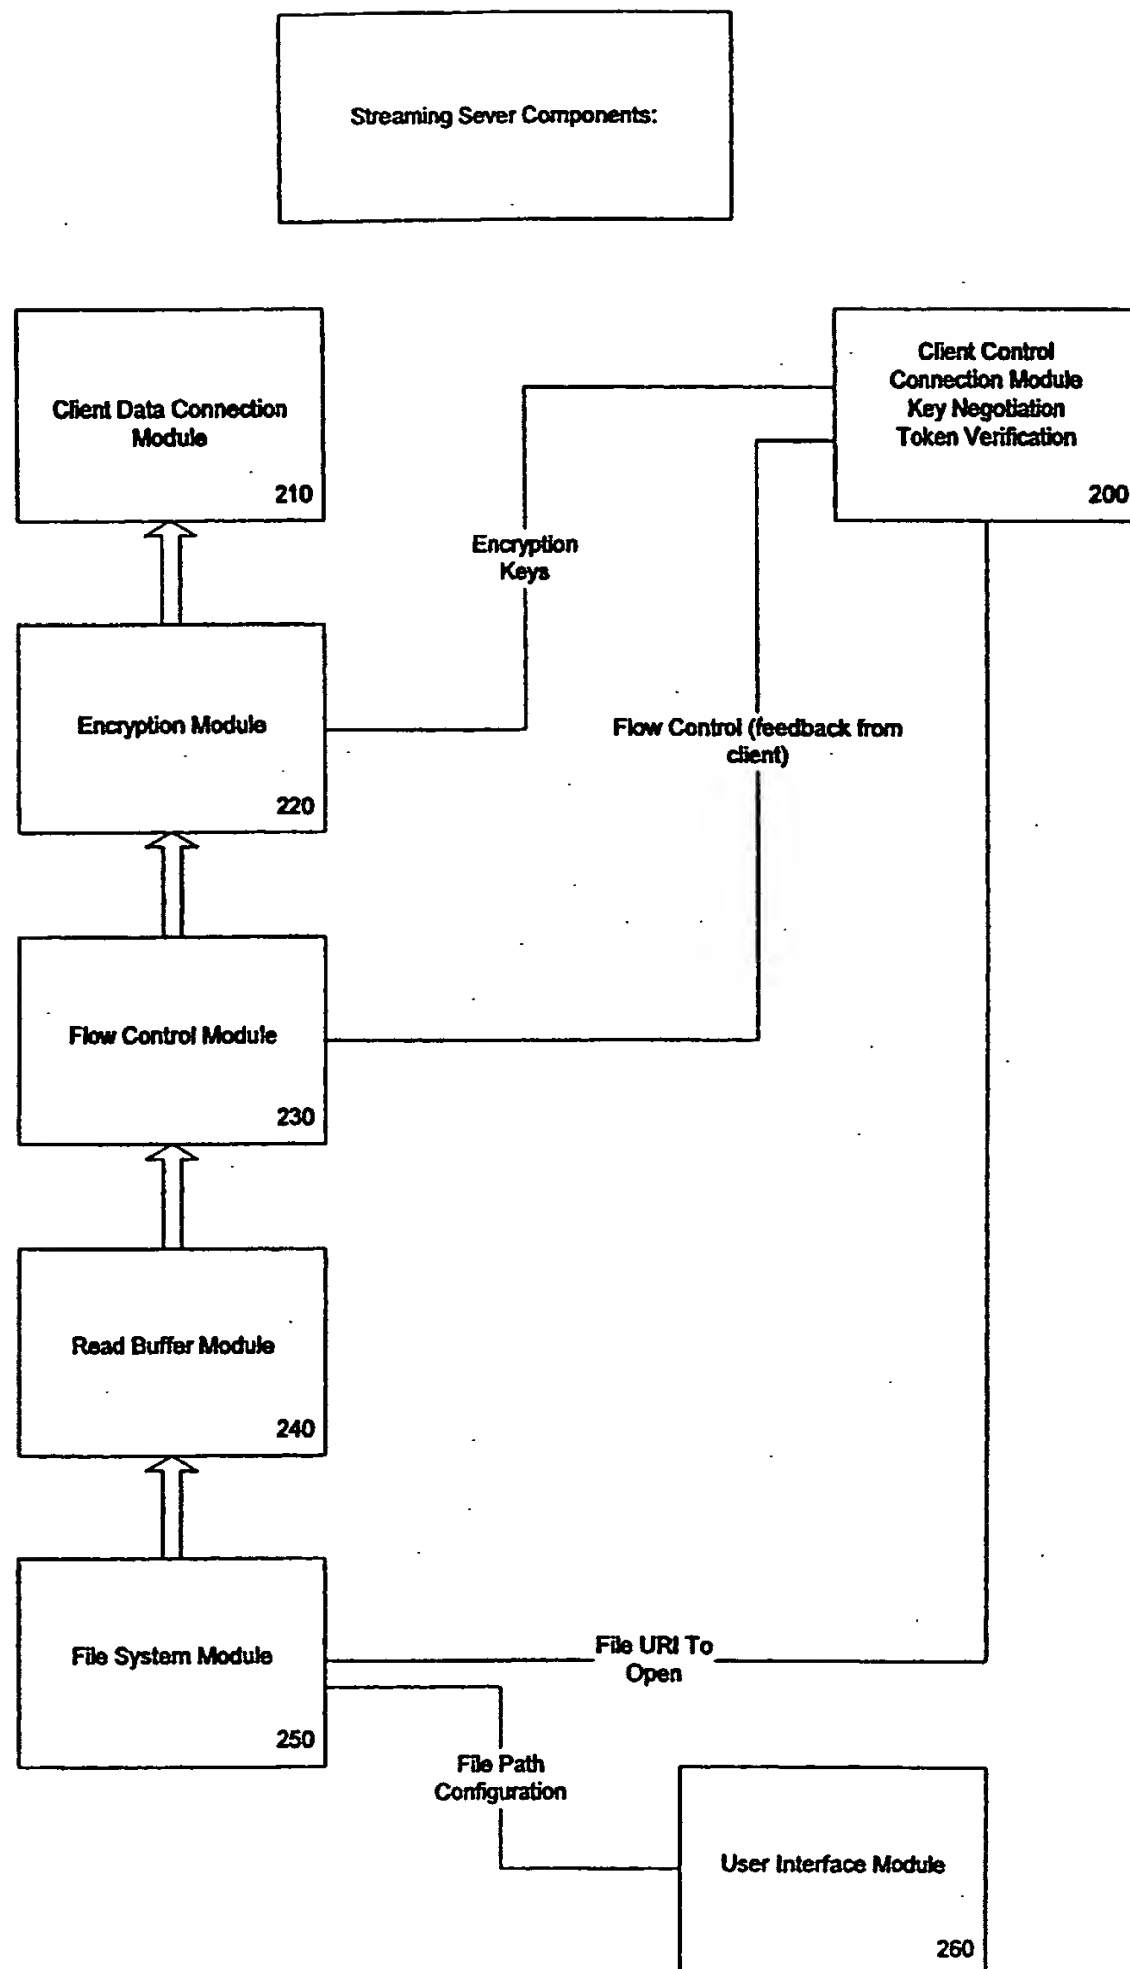 Streaming Sever Components:
Client Data Connection
Module
210
Client Control
Connection Module
Key Negotiation
Token Verification
200
Encryption
Keys
Encryption Module
220
Flow Control (feedback from
client)
Flow Control Module
230
Read Buffer Module
240
File System Module
250
File URI To
Open
File Path
Configuration
User Interface Module
260